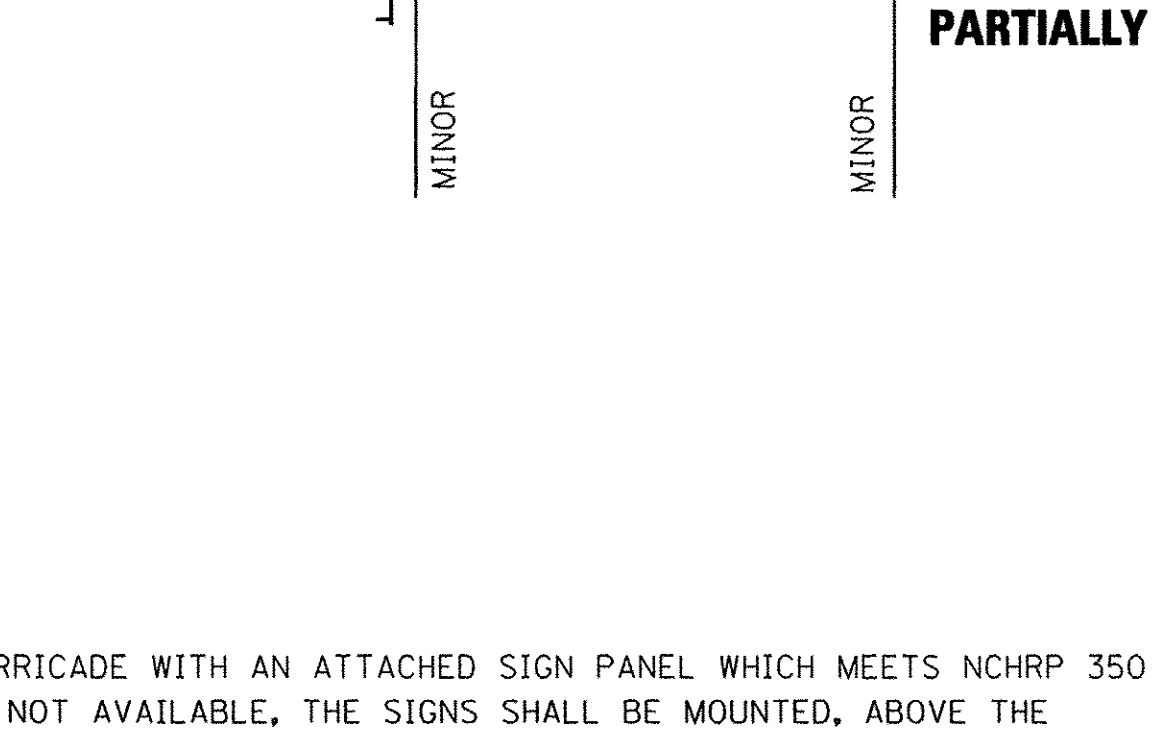 PARTIALLY
MINOR
MINOR
RRICADE WITH AN ATTACHED SIGN PANEL WHICH MEETS NCHRP 350
NOT AVAILABLE, THE SIGNS SHALL BE MOUNTED, ABOVE THE